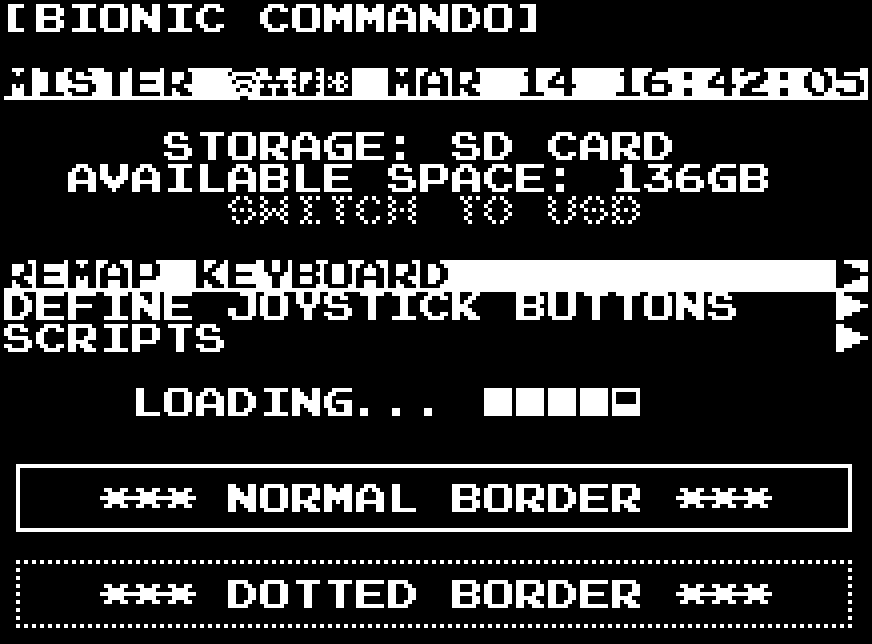 [BIONIC COMMANDO]
MISTER MAR 14 16:42:05
STORAGE: SD CARD
AVAILABLE SPACE: 136GB
SWITCH TO USB
REMAP KEYBOARD
DEFINE JOYSTICK BUTTONS
SCRIPTS
LOADING...
*** NORMAL BORDER ***
*** DOTTED BORDER ***